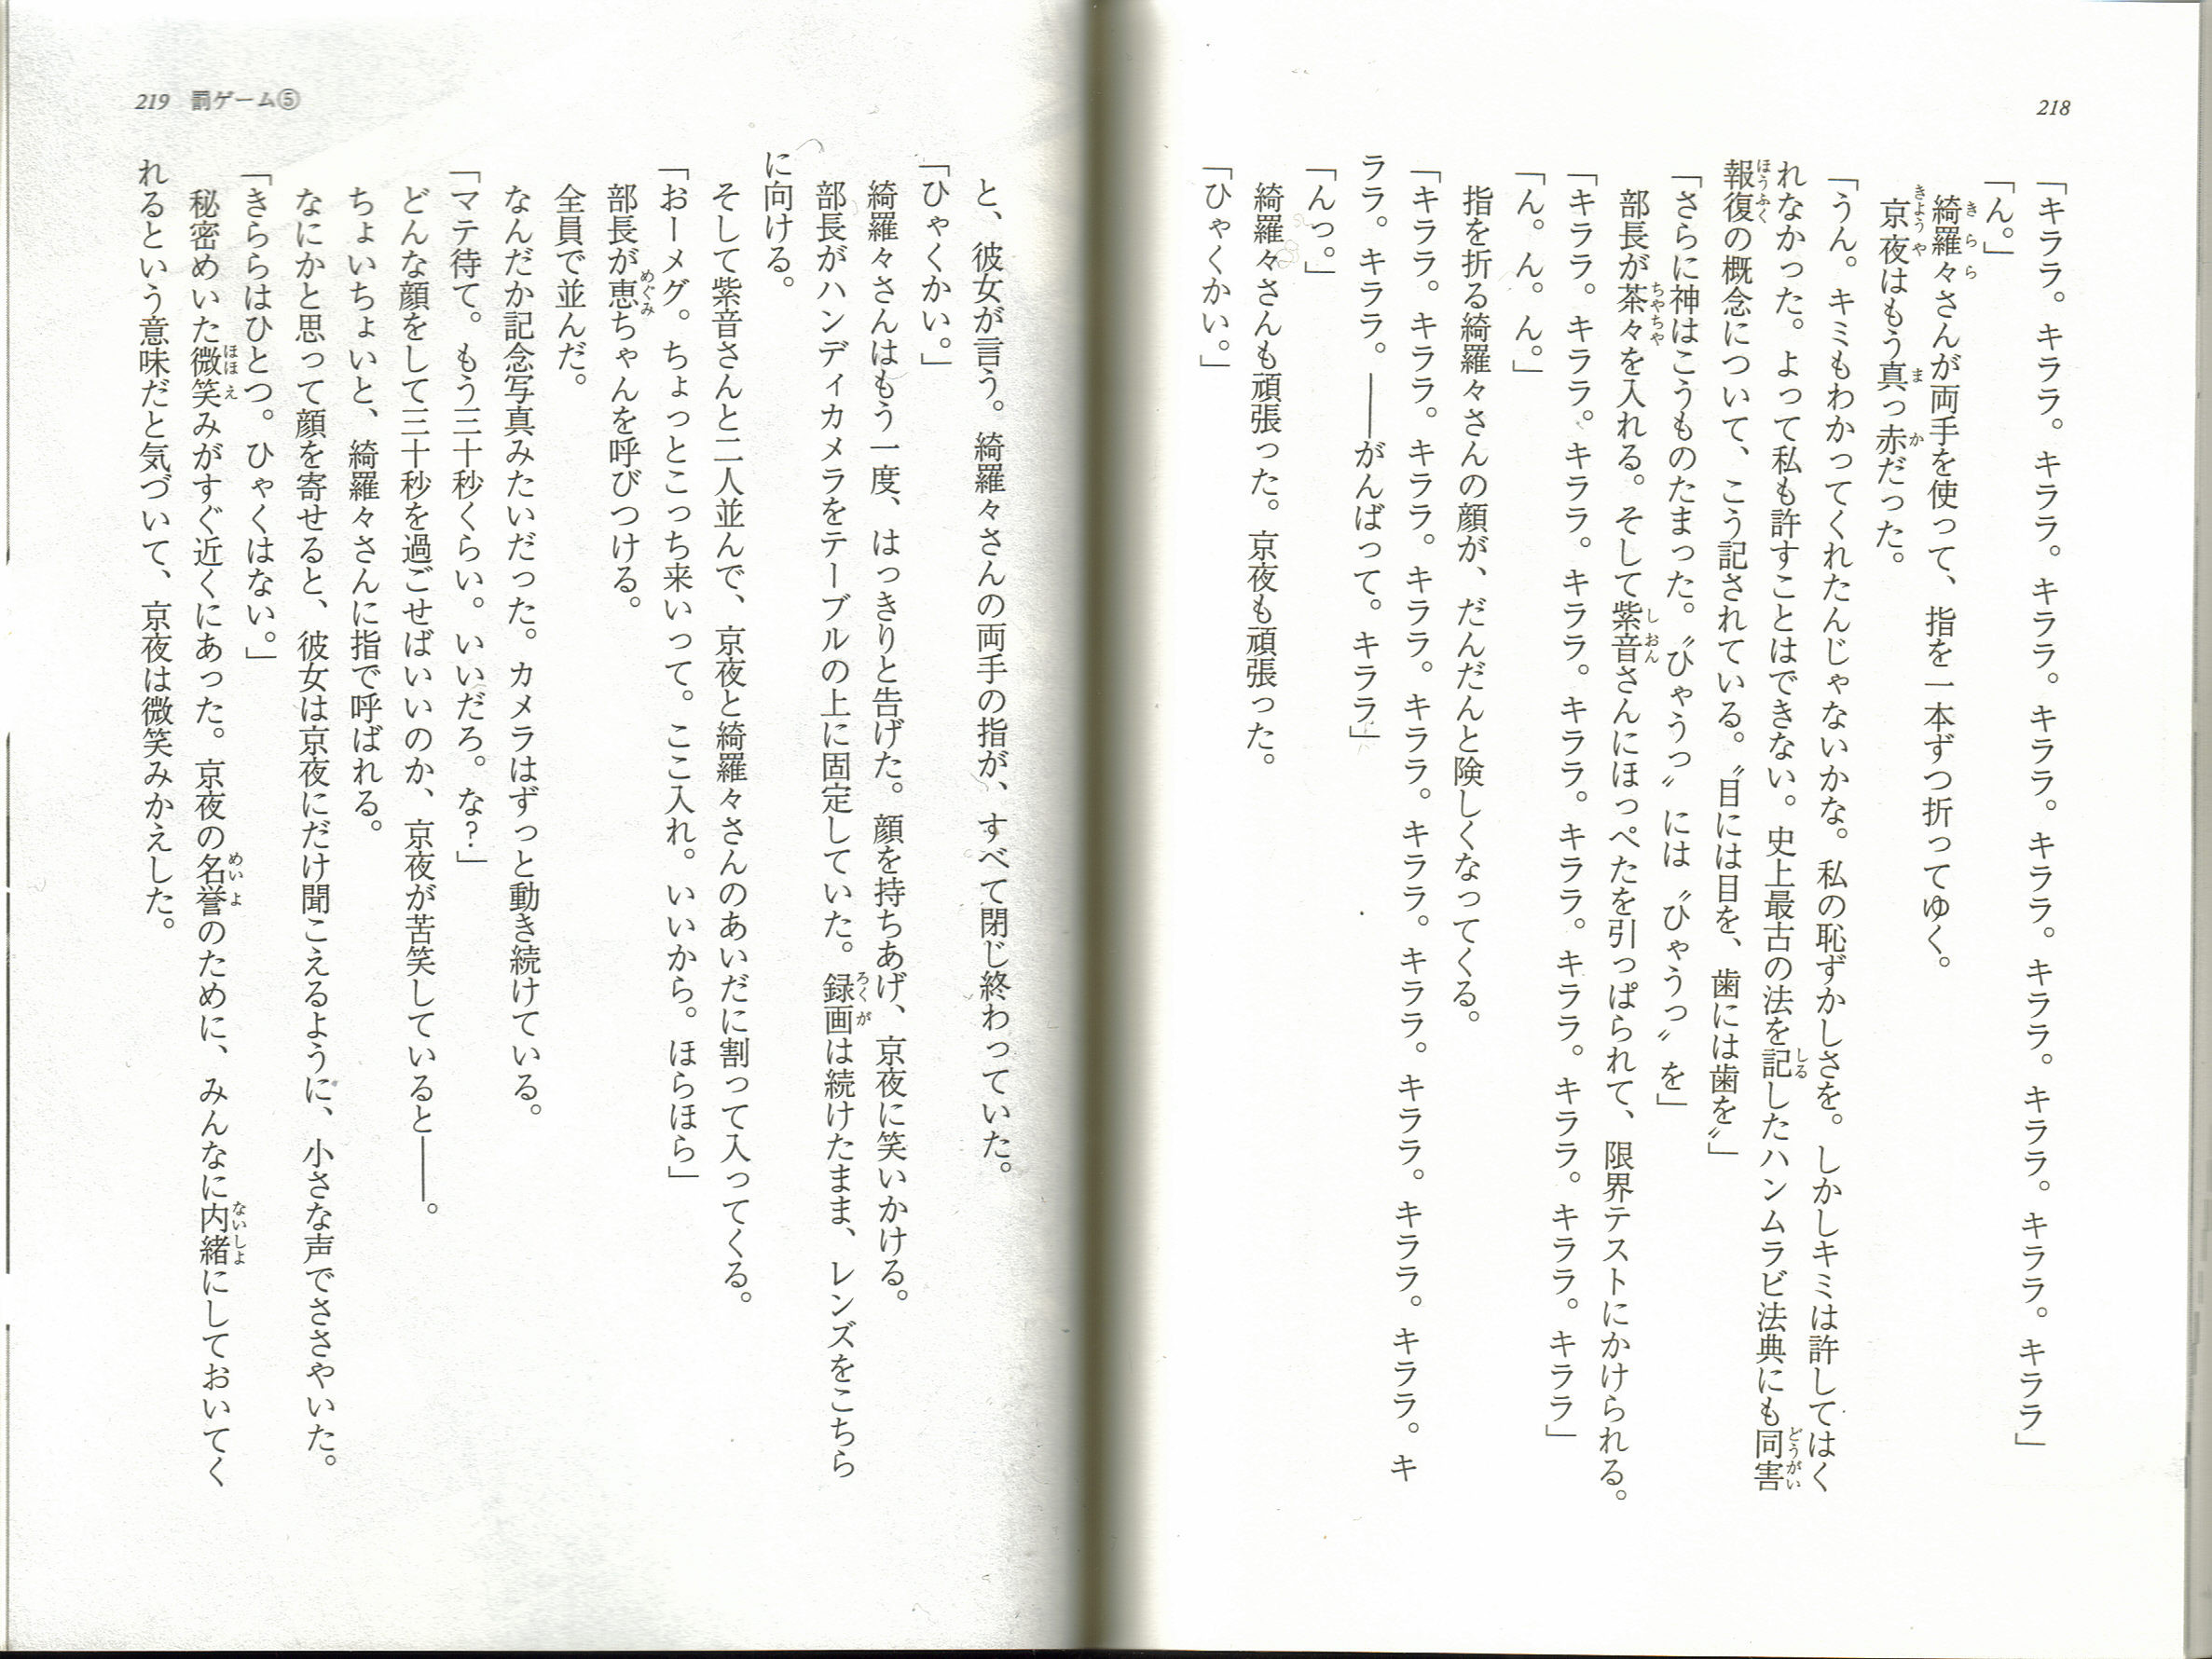 218
「キララ。キララ。キララ。キララ。キララ。キララ。キララ。キララ。キララ。キララ」
「ん。」
綺羅々さんが両手を使って、指を一本ずつ折ってゆく。
京夜はもう真っ赤だった。
「うん。キミもわかってくれたんじゃないかな。私の恥ずかしさを。しかしキミは許してはく
れなかった。よって私も許すことはできない。史上最古の法を記したハンムラビ法典にも同害
報復の概念について、こう記されている。〝目には目を、歯には歯を〟」
「さらに神はこうものたまった。〝ひゃうっ〟には〝ひゃうっ〟を」
部長が茶々を入れる。そして紫音さんにほっぺたを引っぱられて、限界テストにかけられる。
「キララ。キララ。キララ。キララ。キララ。キララ。キララ。キララ。キララ。キララ」
「ん。ん。ん。」
指を折る綺羅々さんの顔が、だんだんと険しくなってくる。
「キララ。キララ。キララ。キララ。キララ。キララ。キララ。キララ。キララ。キララ。キ
ララ。キララ。――がんばって。キララ」
「んっ。」
綺羅々さんも頑張った。京夜も頑張った。
「ひゃくかい。」
219 罰ゲーム⑤
と、彼女が言う。綺羅々さんの両手の指が、すべて閉じ終わっていた。
「ひゃくかい。」
綺羅々さんはもう一度、はっきりと告げた。顔を持ちあげ、京夜に笑いかける。
部長がハンディカメラをテーブルの上に固定していた。録画は続けたまま、レンズをこちら
に向ける。
そして紫音さんと二人並んで、京夜と綺羅々さんのあいだに割って入ってくる。
「おーメグ。ちょっとこっち来いって。ここ入れ。いいから。ほらほら」
部長が恵ちゃんを呼びつける。
全員で並んだ。
なんだか記念写真みたいだった。カメラはずっと動き続けている。
「マテ待て。もう三十秒くらい。いいだろ。な？」
どんな顔をして三十秒を過ごせばいいのか、京夜が苦笑していると――。
ちょいちょいと、綺羅々さんに指で呼ばれる。
なにかと思って顔を寄せると、彼女は京夜にだけ聞こえるように、小さな声でささやいた。
「きららはひとつ。ひゃくはない。」
秘密めいた微笑みがすぐ近くにあった。京夜の名誉のために、みんなに内緒にしておいてく
れるという意味だと気づいて、京夜は微笑みかえした。